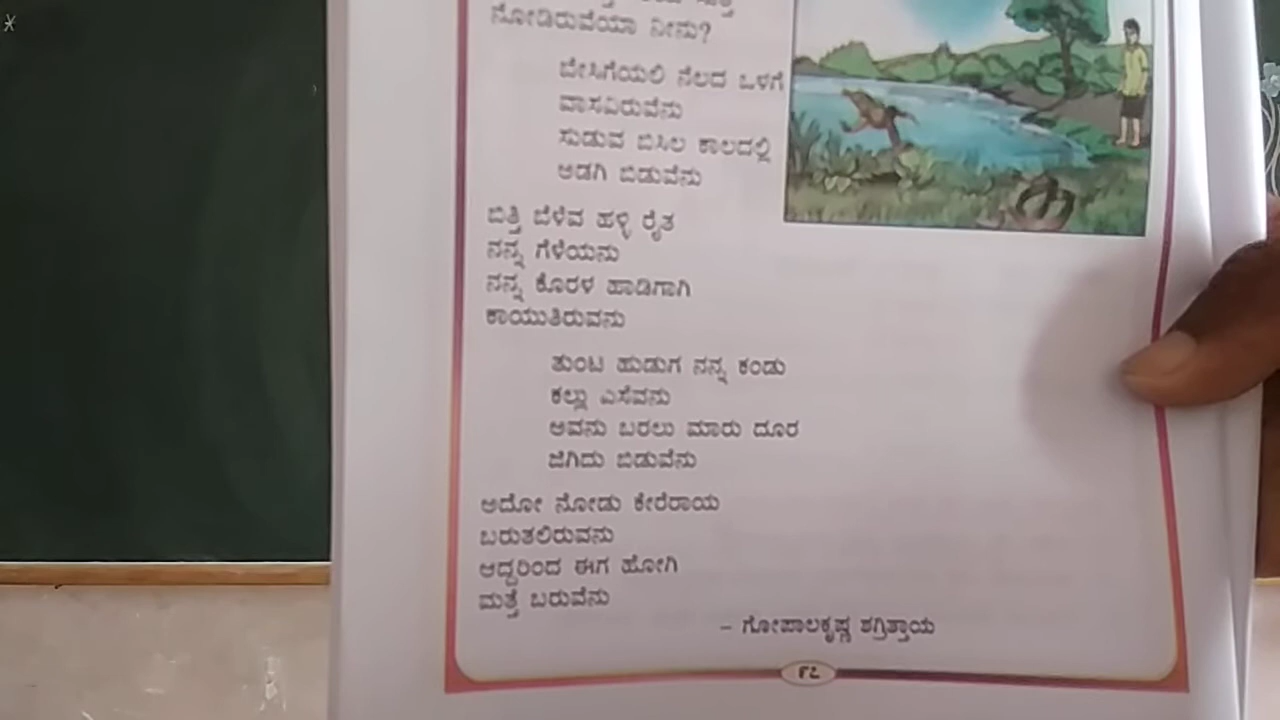 ನೋಡಿರುವೆಯಾ ನೀನು?
ಬೇಸಿಗೆಯಲಿ ನೆಲದ ಒಳಗೆ
ವಾಸವಿರುವೆನು
ಸುಡುವ ಬಿಸಿಲ ಕಾಲದಲ್ಲಿ
ಅಡಗಿ ಬಿಡುವೆನು
ಬಿತ್ತಿ ಬೆಳೆವ ಹಳ್ಳಿ ರೈತ
ನನ್ನ ಗೆಳೆಯನು
ನನ್ನ ಕೊರಳ ಹಾಡಿಗಾಗಿ
ಕಾಯುತಿರುವನು
ತುಂಟ ಹುಡುಗ ನನ್ನ ಕಂಡು
ಕಲ್ಲು ಎಸೆವನು
ಅವನು ಬರಲು ಮಾರು ದೂರ
ಜಿಗಿದು ಬಿಡುವೆನು
ಅದೋ ನೋಡು ಕೇರೆರಾಯ
ಬರುತಲಿರುವನು
ಆದ್ದರಿಂದ ಈಗ ಹೋಗಿ
ಮತ್ತೆ ಬರುವೆನು
– ಗೋಪಾಲಕೃಷ್ಣ ಶಗ್ರಿತ್ತಾಯ
೯೭